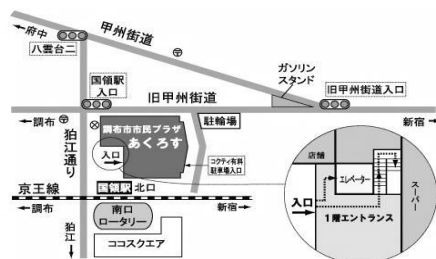 ←府中
甲州街道
八雲台二
国領駅
入口
ガソリン
スタンド
旧甲州街道
旧甲州街道入口
←調布
新宿→
狛江通り
調布市市民プラザ
あくろす
入口
駐輪場
コクティ有料
駐車場入口
京王線
国領駅 北口
←調布
新宿→
南口
ロータリー
狛江
ココスクエア
店舗
エレベーター
スーパー
入口
1階エントランス